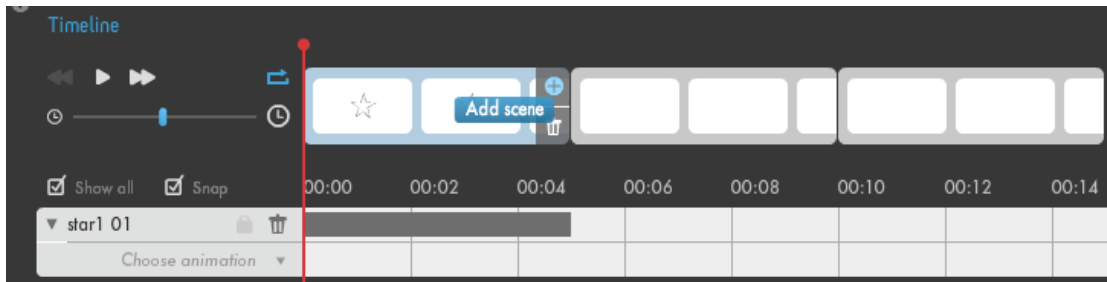 Timeline
Add scene
Show all Snap 00:00 00:02 00:04 00:06 00:08 00:10 00:12 00:14
star1 01
Choose animation